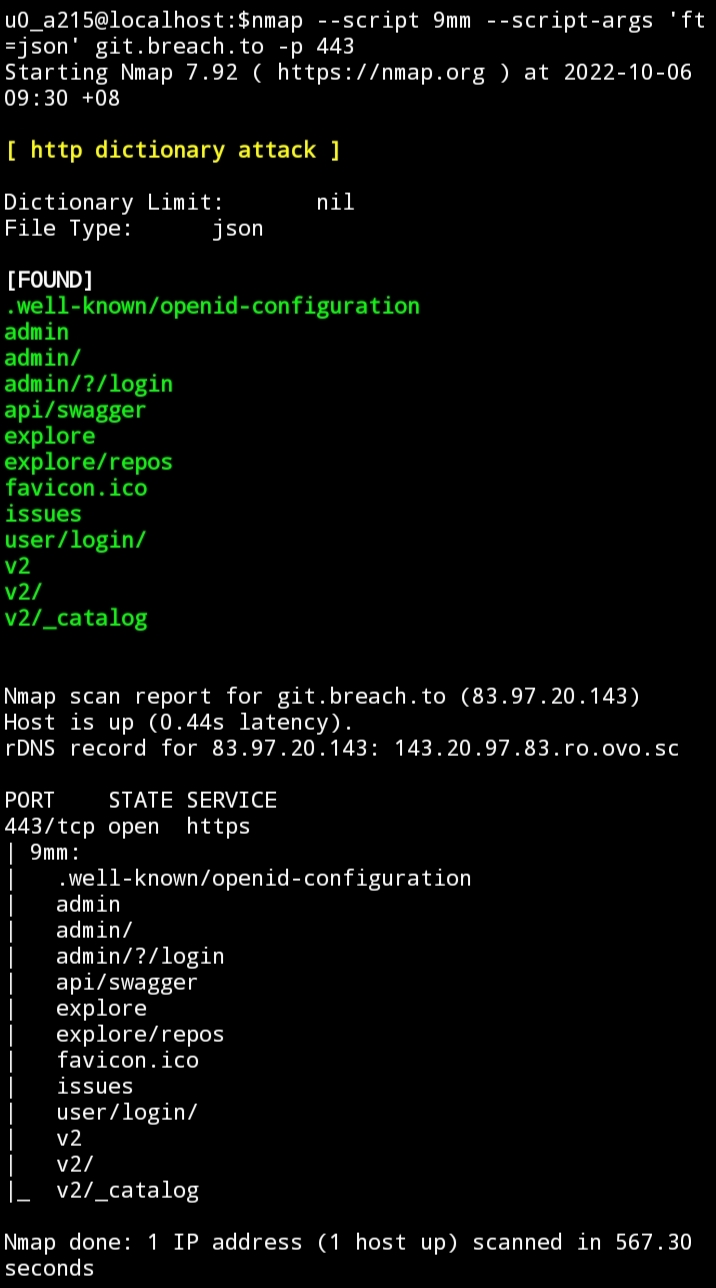 u0_a215@localhost:$nmap --script 9mm --script-args 'ft
=json' git.breach.to -p 443
Starting Nmap 7.92 ( https://nmap.org ) at 2022-10-06
09:30 +08
[ http dictionary attack ]
Dictionary Limit: nil
File Type: json
[FOUND]
.well-known/openid-configuration
admin
admin/
admin/?/login
api/swagger
explore
explore/repos
favicon.ico
issues
user/login/
v2
v2/
v2/_catalog
Nmap scan report for git.breach.to (83.97.20.143)
Host is up (0.44s latency).
rDNS record for 83.97.20.143: 143.20.97.83.ro.ovo.sc
PORT    STATE SERVICE
443/tcp open  https
| 9mm:
|   .well-known/openid-configuration
|   admin
|   admin/
|   admin/?/login
|   api/swagger
|   explore
|   explore/repos
|   favicon.ico
|   issues
|   user/login/
|   v2
|   v2/
|_  v2/_catalog
Nmap done: 1 IP address (1 host up) scanned in 567.30
seconds